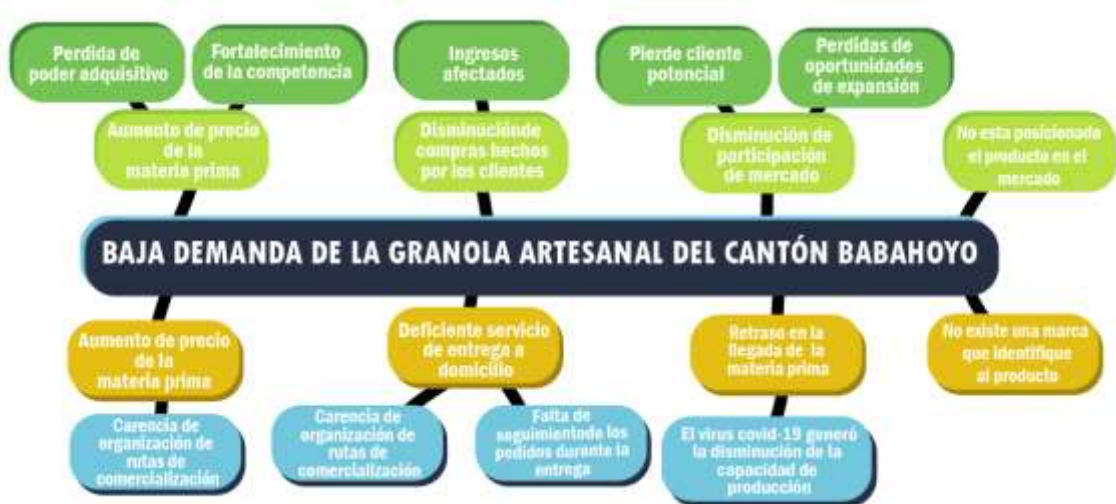 Perdida de
poder adquisitivo
Fortalecimiento
de la competencia
Ingresos
afectados
Pierde cliente
potencial
Perdidas de
oportunidades
de expansión
Aumento de precio
de la
materia prima
Disminuciónde
compras hechos
por los clientes
Disminución de
participación
de mercado
No esta posicionado
el producto en el
mercado
BAJA DEMANDA DE LA GRANOLA ARTESANAL DEL CANTÓN BABAHOYO
Aumento de precio
de la
materia prima
Deficiente servicio
de entrega a
domicilio
Retraso en la
llegada de la
materia prima
No existe una marca
que identifique
al producto
Carencia de
organización de
rutas de
comercialización
Carencia de
organización de
rutas de
comercialización
Falta de
seguimientode los
pedidos durante la
entrega
El virus covid-19 generó
la disminución de la
capacidad de
producción